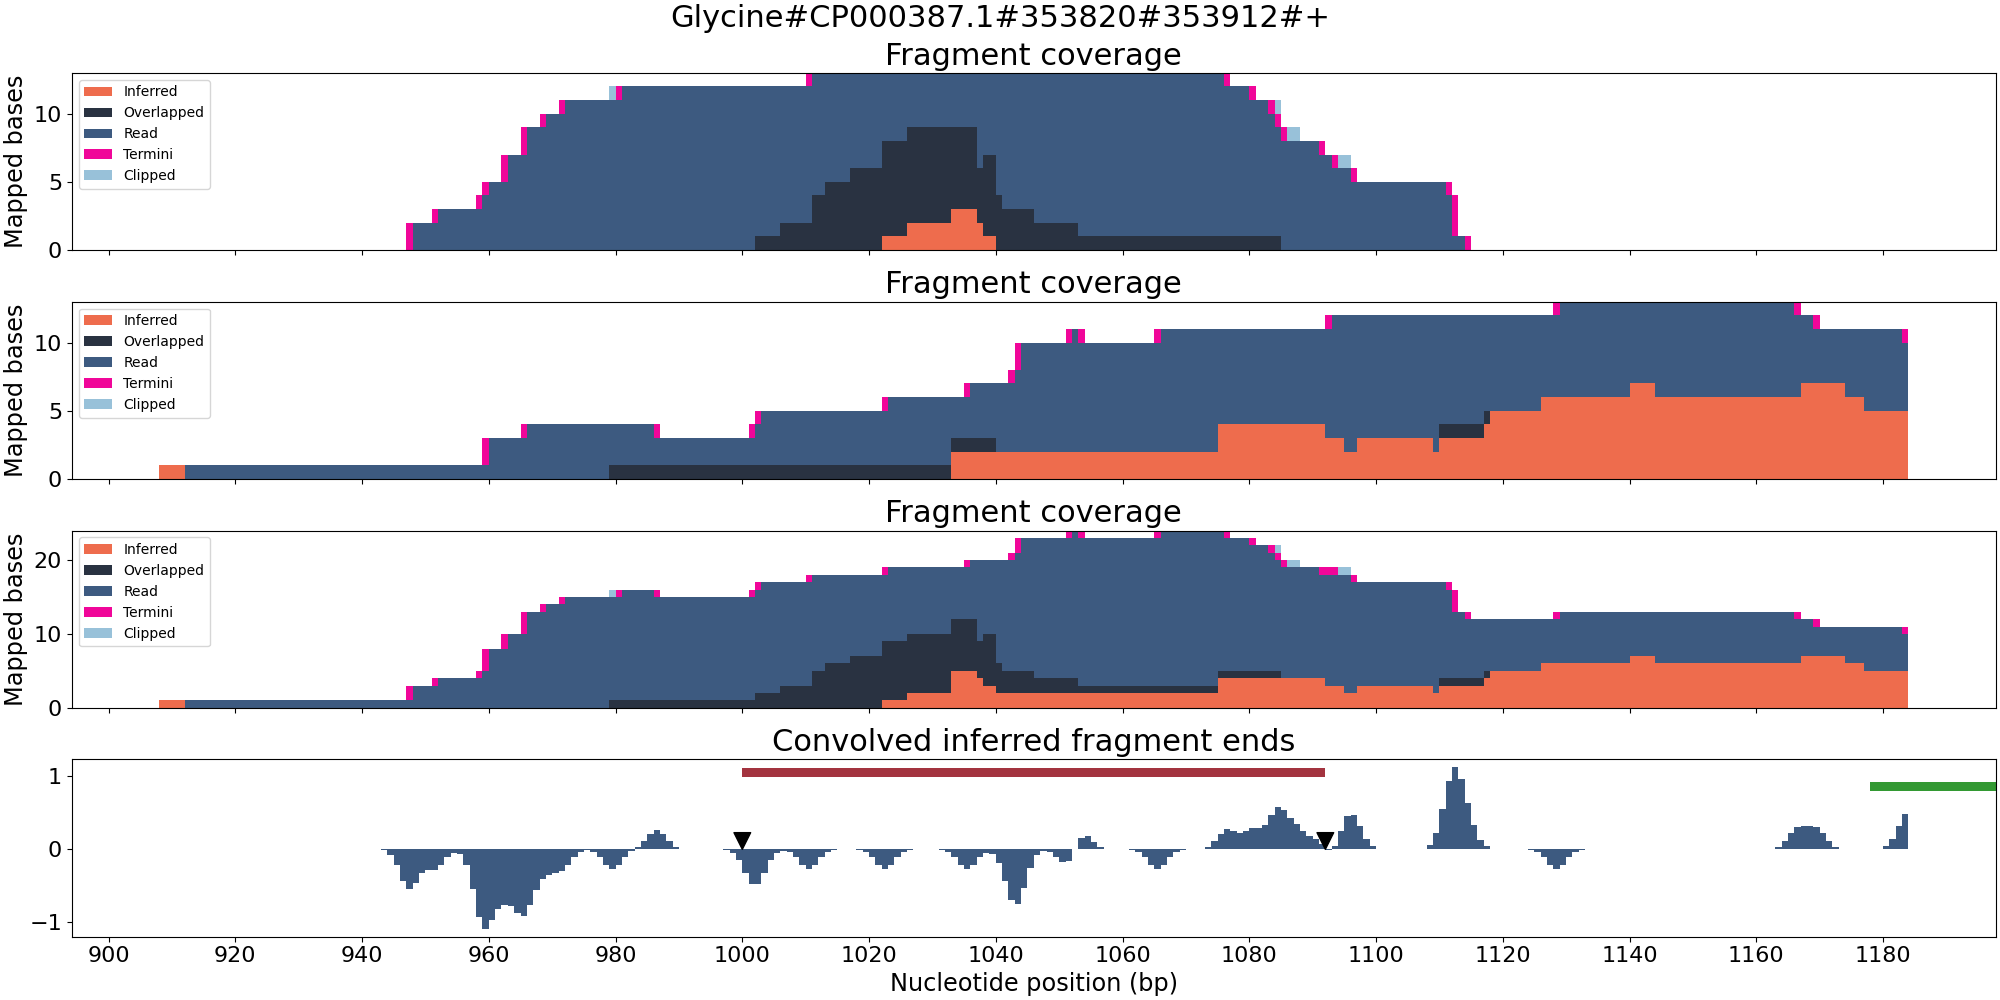 Glycine#CP000387.1#353820#353912#+
Fragment coverage
Mapped bases
10
5
0
Inferred
Overlapped
Read
Termini
Clipped
Fragment coverage
Mapped bases
10
5
0
Inferred
Overlapped
Read
Termini
Clipped
Fragment coverage
Mapped bases
20
10
0
Inferred
Overlapped
Read
Termini
Clipped
Convolved inferred fragment ends
1
0
−1
900 920 940 960 980 1000 1020 1040 1060 1080 1100 1120 1140 1160 1180
Nucleotide position (bp)